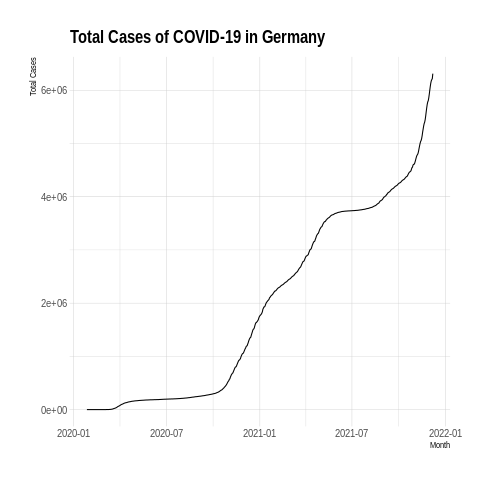 Total Cases of COVID-19 in Germany
Total Cases
6e+06
4e+06
2e+06
0e+00
2020-01 2020-07 2021-01 2021-07 2022-01
Month